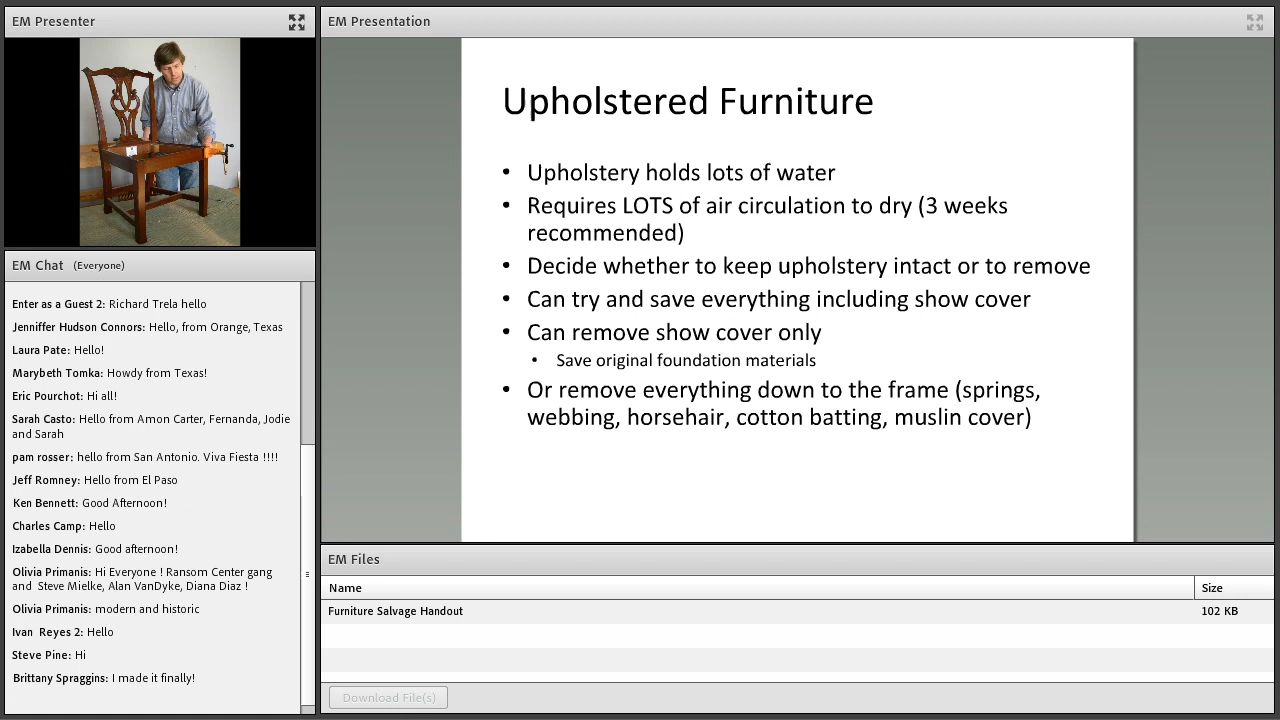 EM Presenter
EM Chat (Everyone)
Enter as a Guest 2: Richard Trela hello
Jenniffer Hudson Connors: Hello, from Orange, Texas
Laura Pate: Hello!
Marybeth Tomka: Howdy from Texas!
Eric Pourchot: Hi all!
Sarah Casto: Hello from Amon Carter, Fernanda, Jodie
and Sarah
pam rosser: hello from San Antonio. Viva Fiesta !!!!
Jeff Romney: Hello from El Paso
Ken Bennett: Good Afternoon!
Charles Camp: Hello
Izabella Dennis: Good afternoon!
Olivia Primanis: Hi Everyone ! Ransom Center gang
and Steve Mielke, Alan VanDyke, Diana Diaz !
Olivia Primanis: modern and historic
Ivan Reyes 2: Hello
Steve Pine: Hi
Brittany Spraggins: I made it finally!
EM Presentation
Upholstered Furniture
• Upholstery holds lots of water
• Requires LOTS of air circulation to dry (3 weeks
recommended)
• Decide whether to keep upholstery intact or to remove
• Can try and save everything including show cover
• Can remove show cover only
• Save original foundation materials
• Or remove everything down to the frame (springs,
webbing, horsehair, cotton batting, muslin cover)
EM Files
Name Size
Furniture Salvage Handout 102 KB
Download File(s)